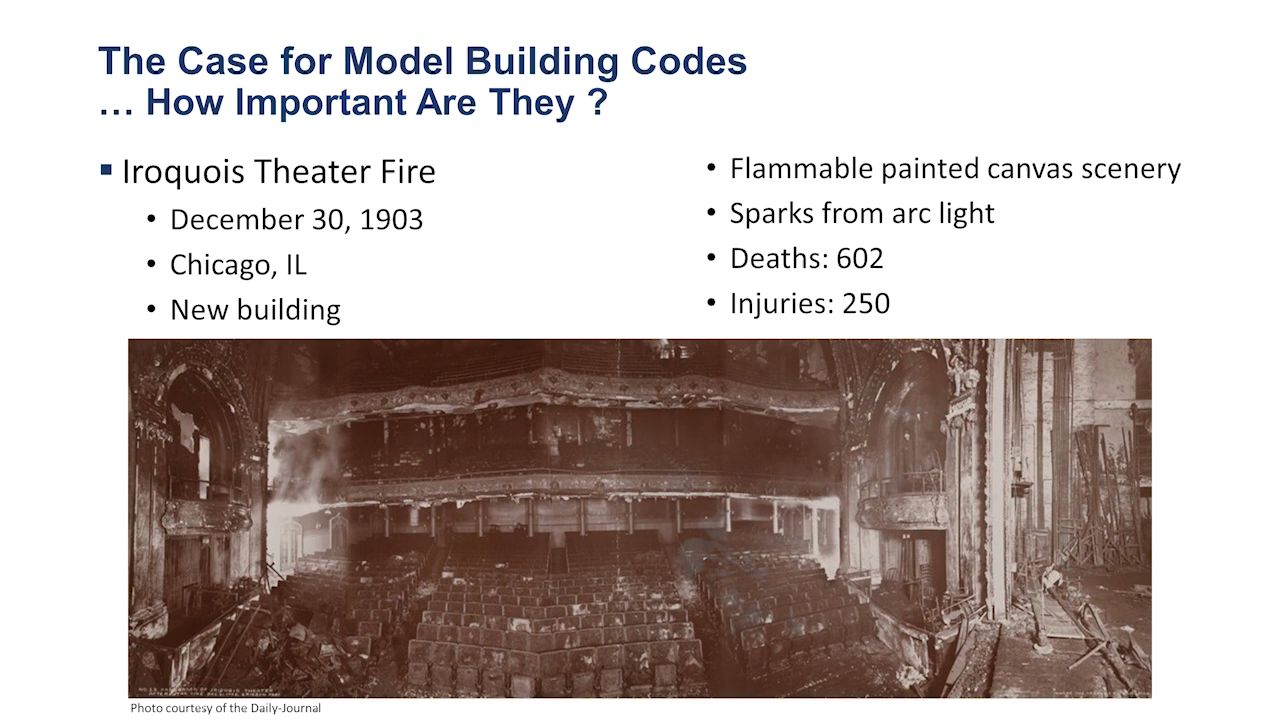 The Case for Model Building Codes
… How Important Are They ?
Iroquois Theater Fire
• December 30, 1903
• Chicago, IL
• New building
• Flammable painted canvas scenery
• Sparks from arc light
• Deaths: 602
• Injuries: 250
Photo courtesy of the Daily-Journal